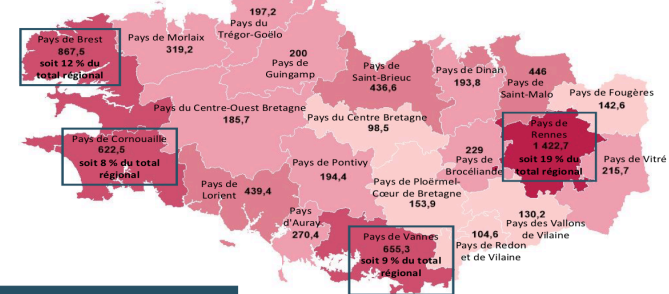 197,2
Pays du
Trégor-Goëlo
Pays de Brest
867,5
soit 12 % du
total régional
Pays de Morlaix
319,2
200
Pays de
Guingamp
Pays de
Saint-Brieuc
436,6
Pays de Dinan
193,8
446
Pays de
Saint-Malo
Pays de Fougères
142,6
Pays du Centre-Ouest Bretagne
185,7
Pays du Centre Bretagne
98,5
Pays de
Rennes
1 422,7
soit 19 % du
total régional
Pays de Cornouaille
622,5
soit 8 % du total
régional
229
Pays de
Brocéliande
Pays de Vitré
215,7
Pays de Pontivy
194,4
Pays de
Lorient
439,4
Pays de Ploërmel-
Cœur de Bretagne
153,9
Pays
d'Auray
270,4
130,2
Pays des Vallons
de Vilaine
104,6
Pays de Redon
et de Vilaine
Pays de Vannes
655,3
soit 9 % du total
régional